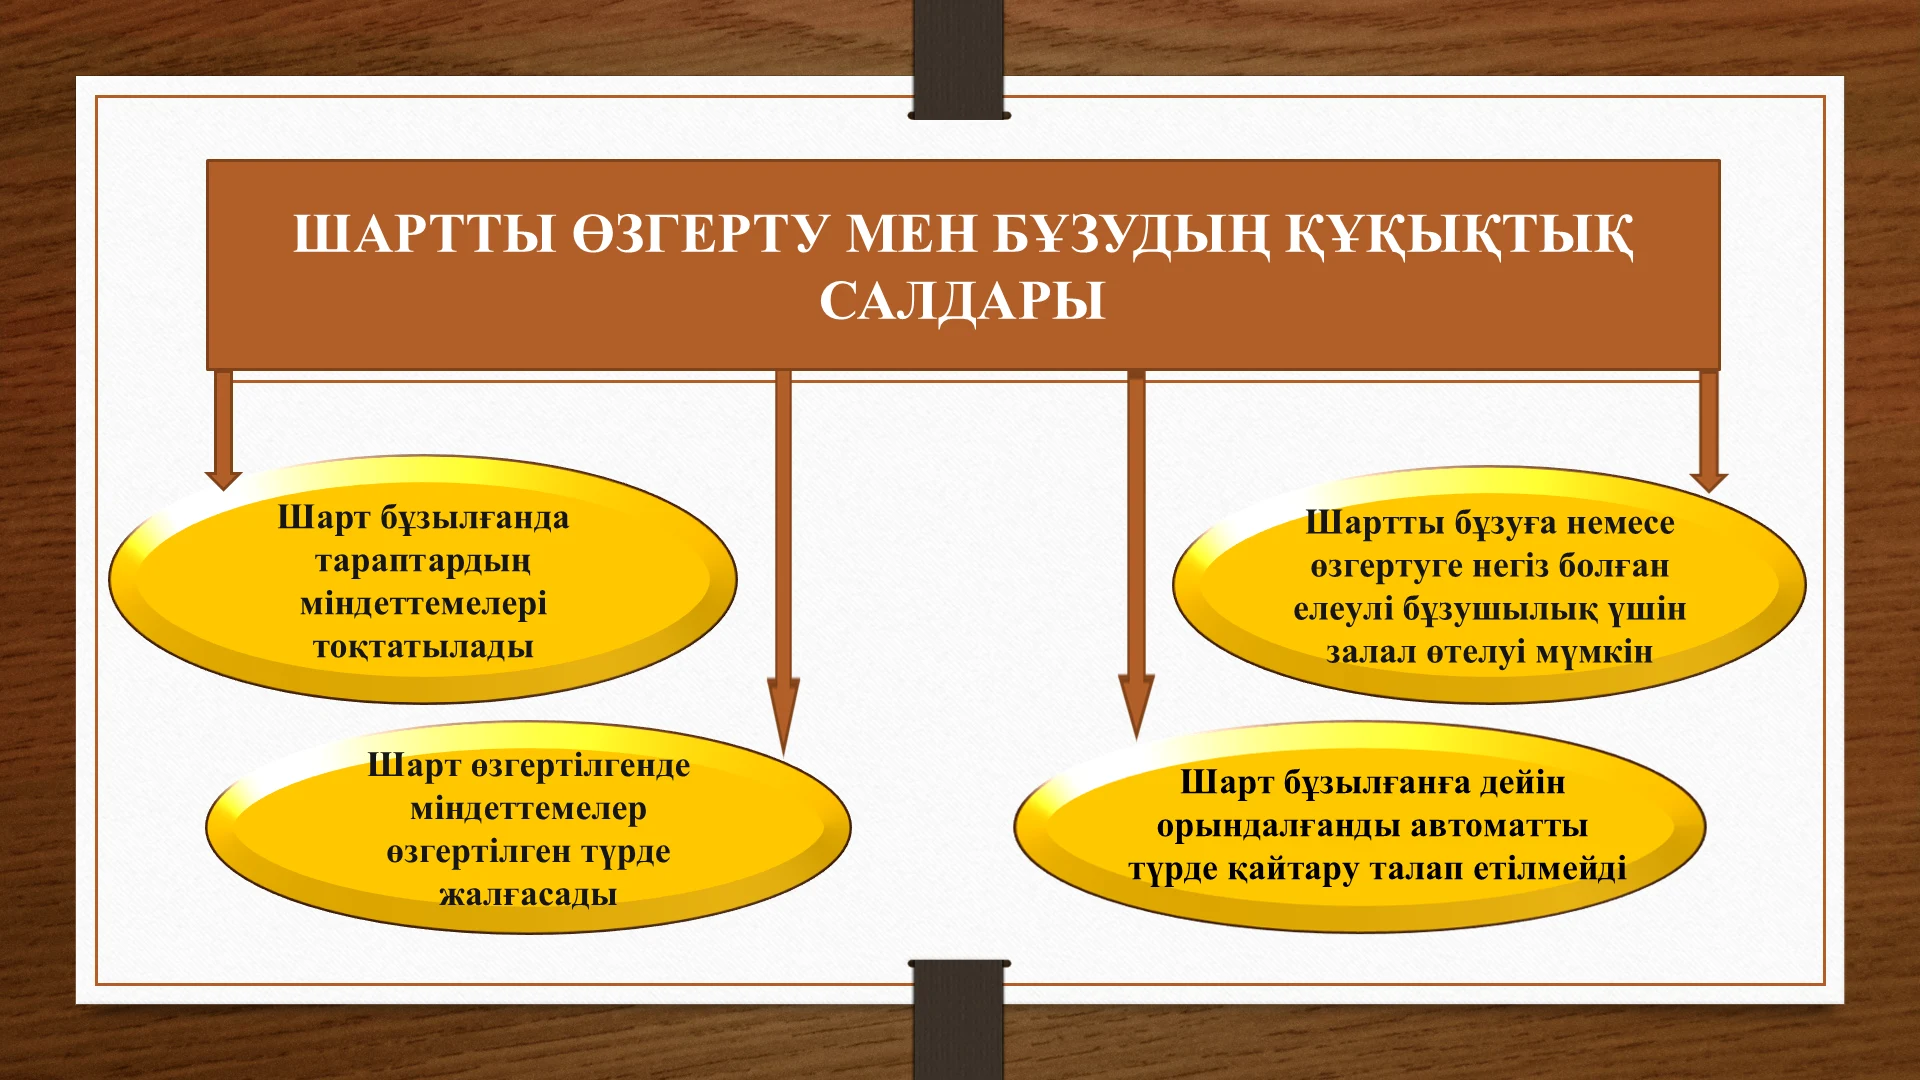 ШАРТТЫ ӨЗГЕРТУ МЕН БҰЗУДЫҢ ҚҰҚЫҚТЫҚ
САЛДАРЫ
Шарт бұзылғанда
тараптардың
міндеттемелері
тоқтатылады
Шартты бұзуға немесе
өзгертуге негіз болған
елеулі бұзушылық үшін
залал өтелуі мүмкін
Шарт өзгертілгенде
міндеттемелер
өзгертілген түрде
жалғасады
Шарт бұзылғанға дейін
орындалғанды автоматты
түрде қайтару талап етілмейді